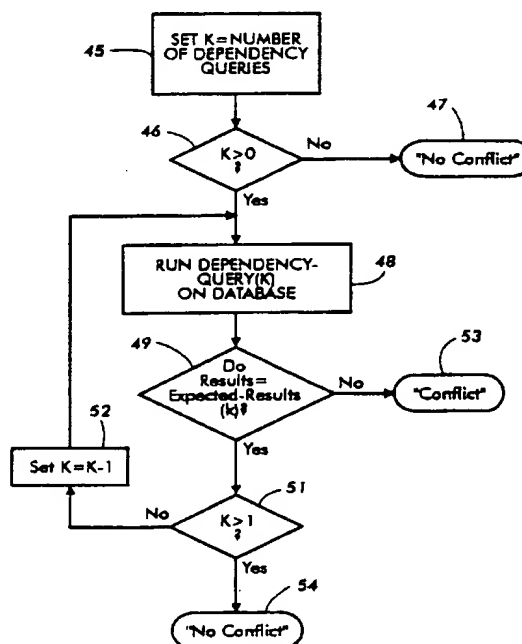 45
SET K=NUMBER
OF DEPENDENCY
QUERIES
46
K>0
?
No
47
"No Conflict"
Yes
RUN DEPENDENCY-
QUERY(K)
ON DATABASE
48
49
Do
Results=
Expected-Results
(k)?
No
53
"Conflict"
52
Set K=K-1
Yes
No
51
K>1
?
Yes
54
"No Conflict"